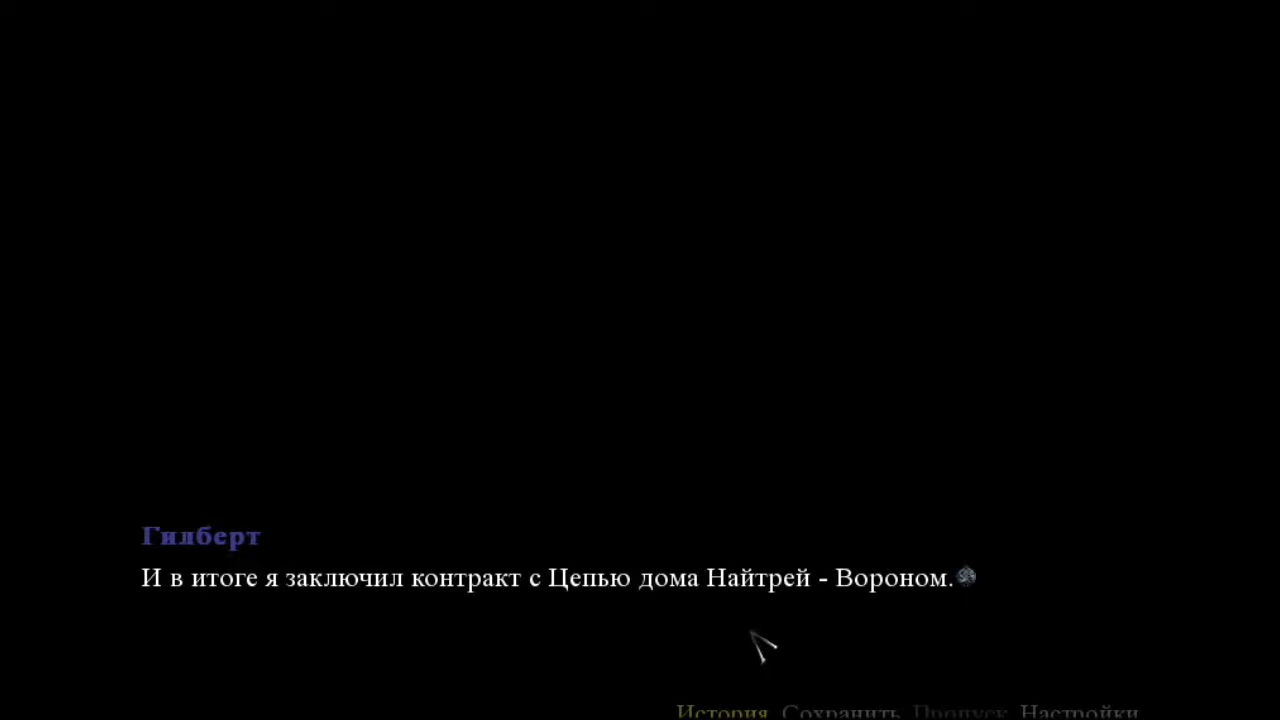 Гилберт
И в итоге я заключил контракт с Цепью дома Найтрей - Вороном.
История Сохранить Пропуск Настройки